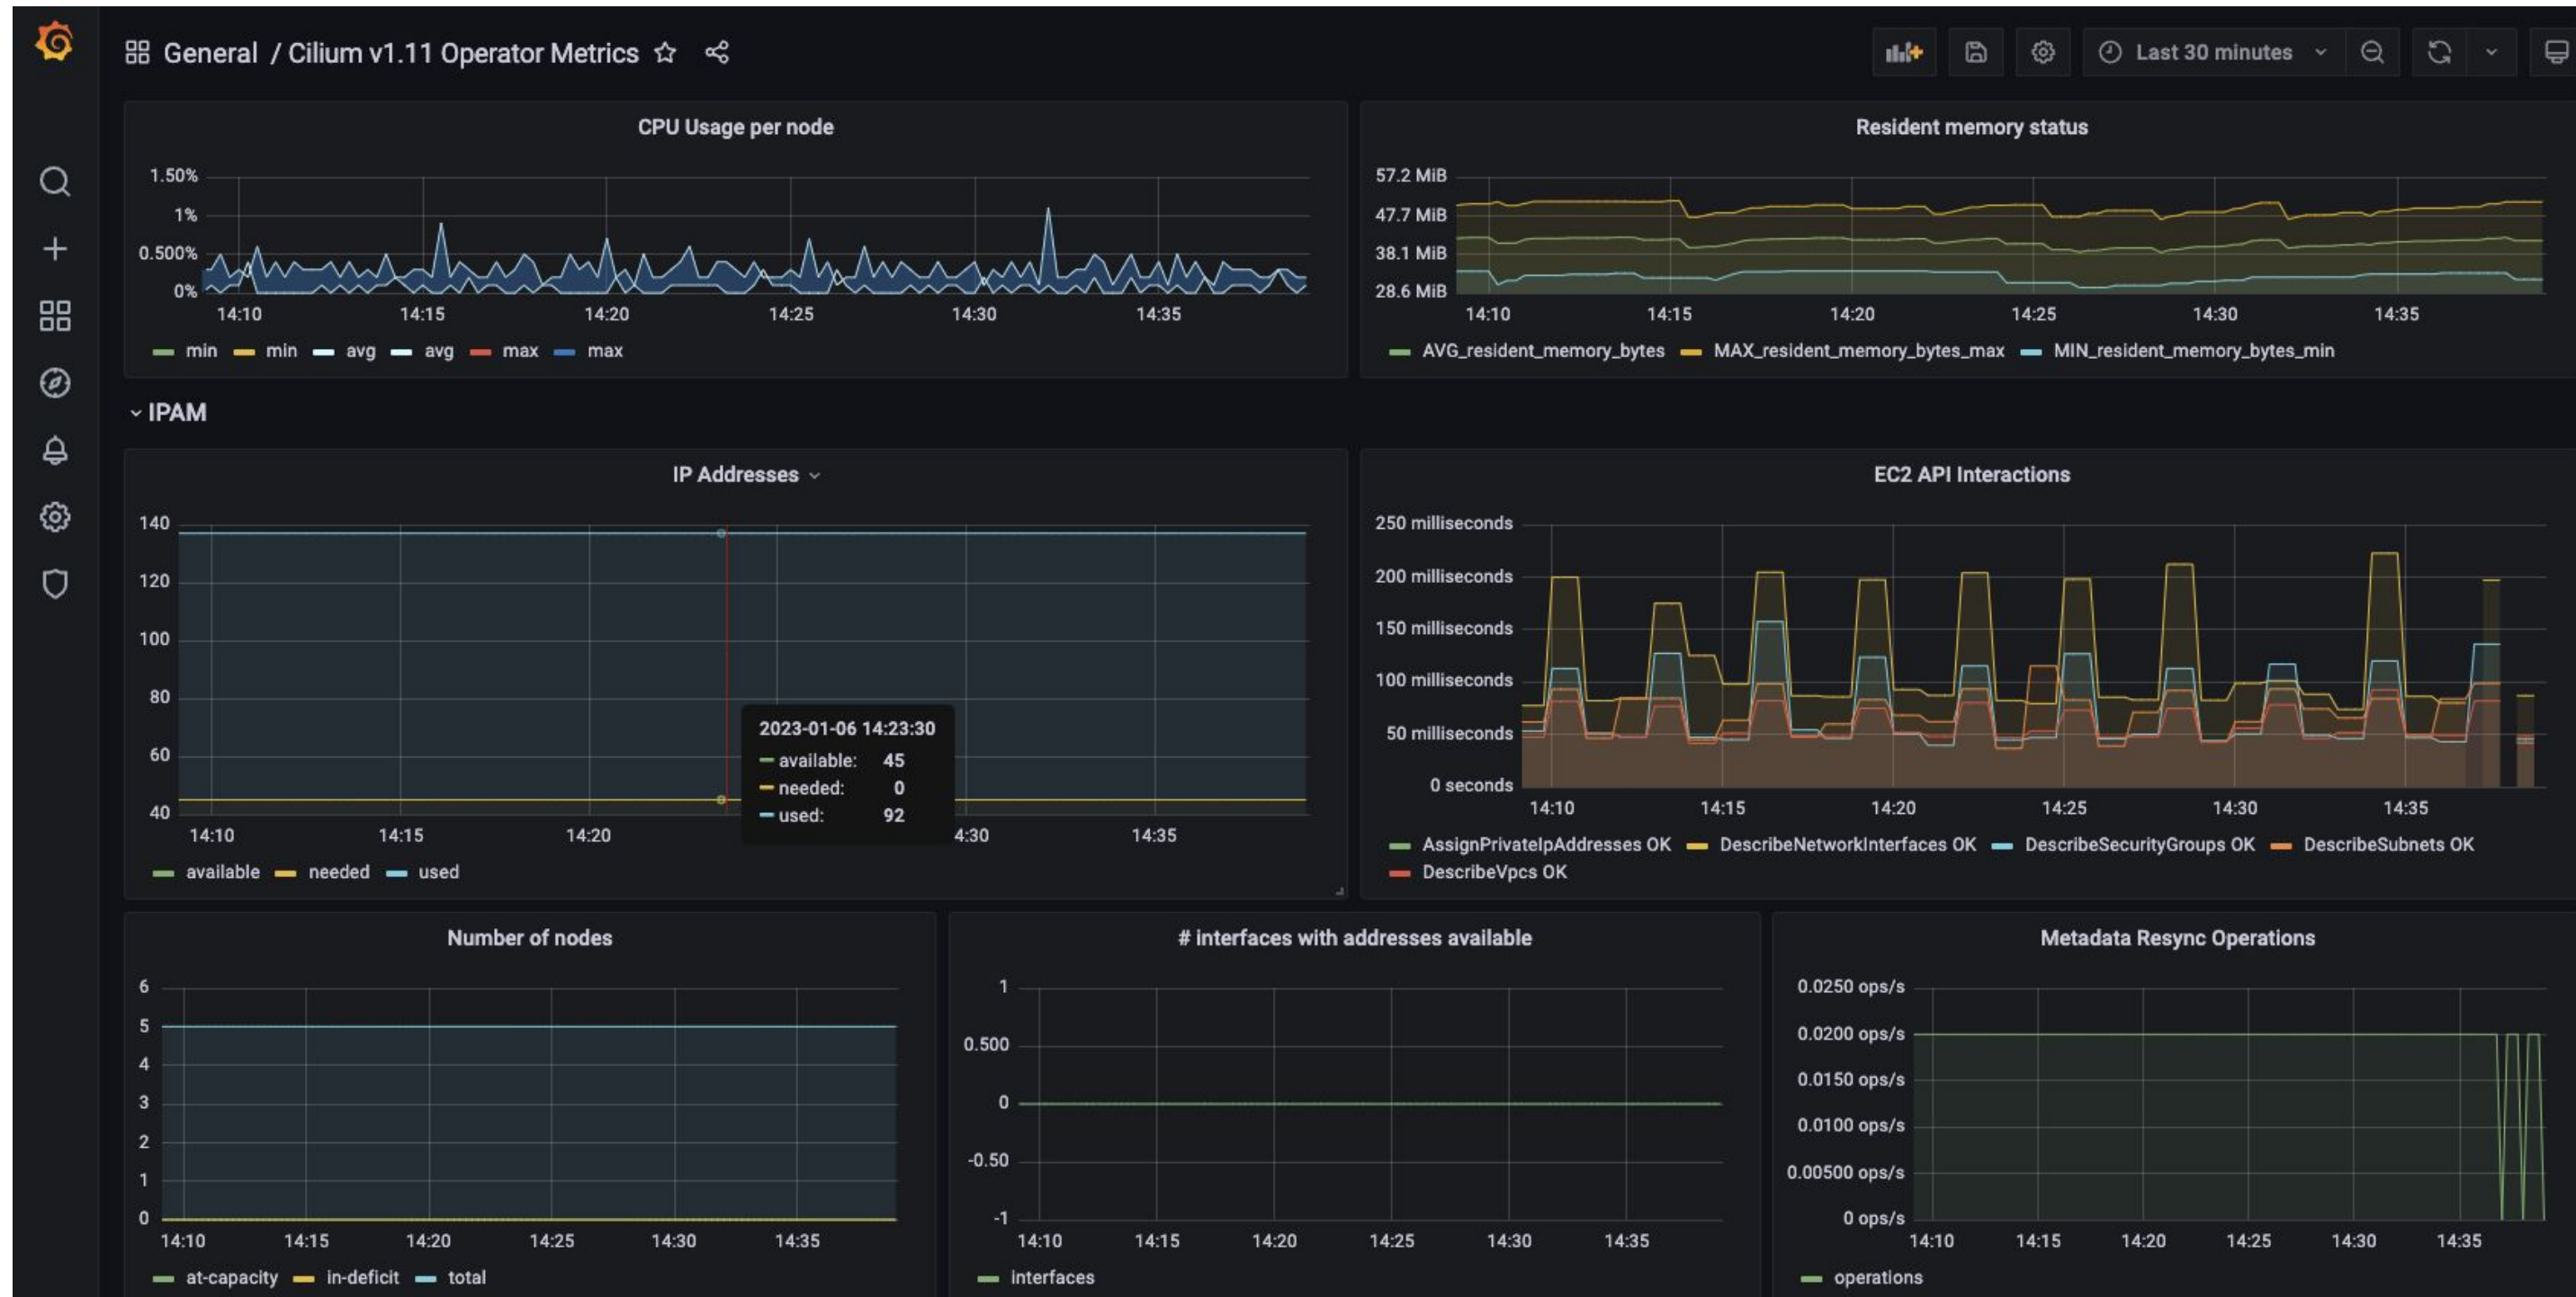 General / Cilium v1.11 Operator Metrics
Last 30 minutes
CPU Usage per node
1.50%
1%
0.500%
0%
14:10 14:15 14:20 14:25 14:30 14:35
min min avg avg max max
Resident memory status
57.2 MiB
47.7 MiB
38.1 MiB
28.6 MiB
14:10 14:15 14:20 14:25 14:30 14:35
AVG_resident_memory_bytes MAX_resident_memory_bytes_max MIN_resident_memory_bytes_min
IPAM
IP Addresses
140
120
100
80
60
40
14:10 14:15 14:20 4:30 14:35
2023-01-06 14:23:30
available: 45
needed: 0
used: 92
available needed used
EC2 API Interactions
250 milliseconds
200 milliseconds
150 milliseconds
100 milliseconds
50 milliseconds
0 seconds
14:10 14:15 14:20 14:25 14:30 14:35
AssignPrivateIpAddresses OK DescribeNetworkInterfaces OK DescribeSecurityGroups OK DescribeSubnets OK
DescribeVpcs OK
Number of nodes
6
5
4
3
2
1
0
14:10 14:15 14:20 14:25 14:30 14:35
at-capacity in-deficit total
# interfaces with addresses available
1
0.500
0
-0.50
-1
14:10 14:15 14:20 14:25 14:30 14:35
interfaces
Metadata Resync Operations
0.0250 ops/s
0.0200 ops/s
0.0150 ops/s
0.0100 ops/s
0.00500 ops/s
0 ops/s
14:10 14:15 14:20 14:25 14:30 14:35
operations